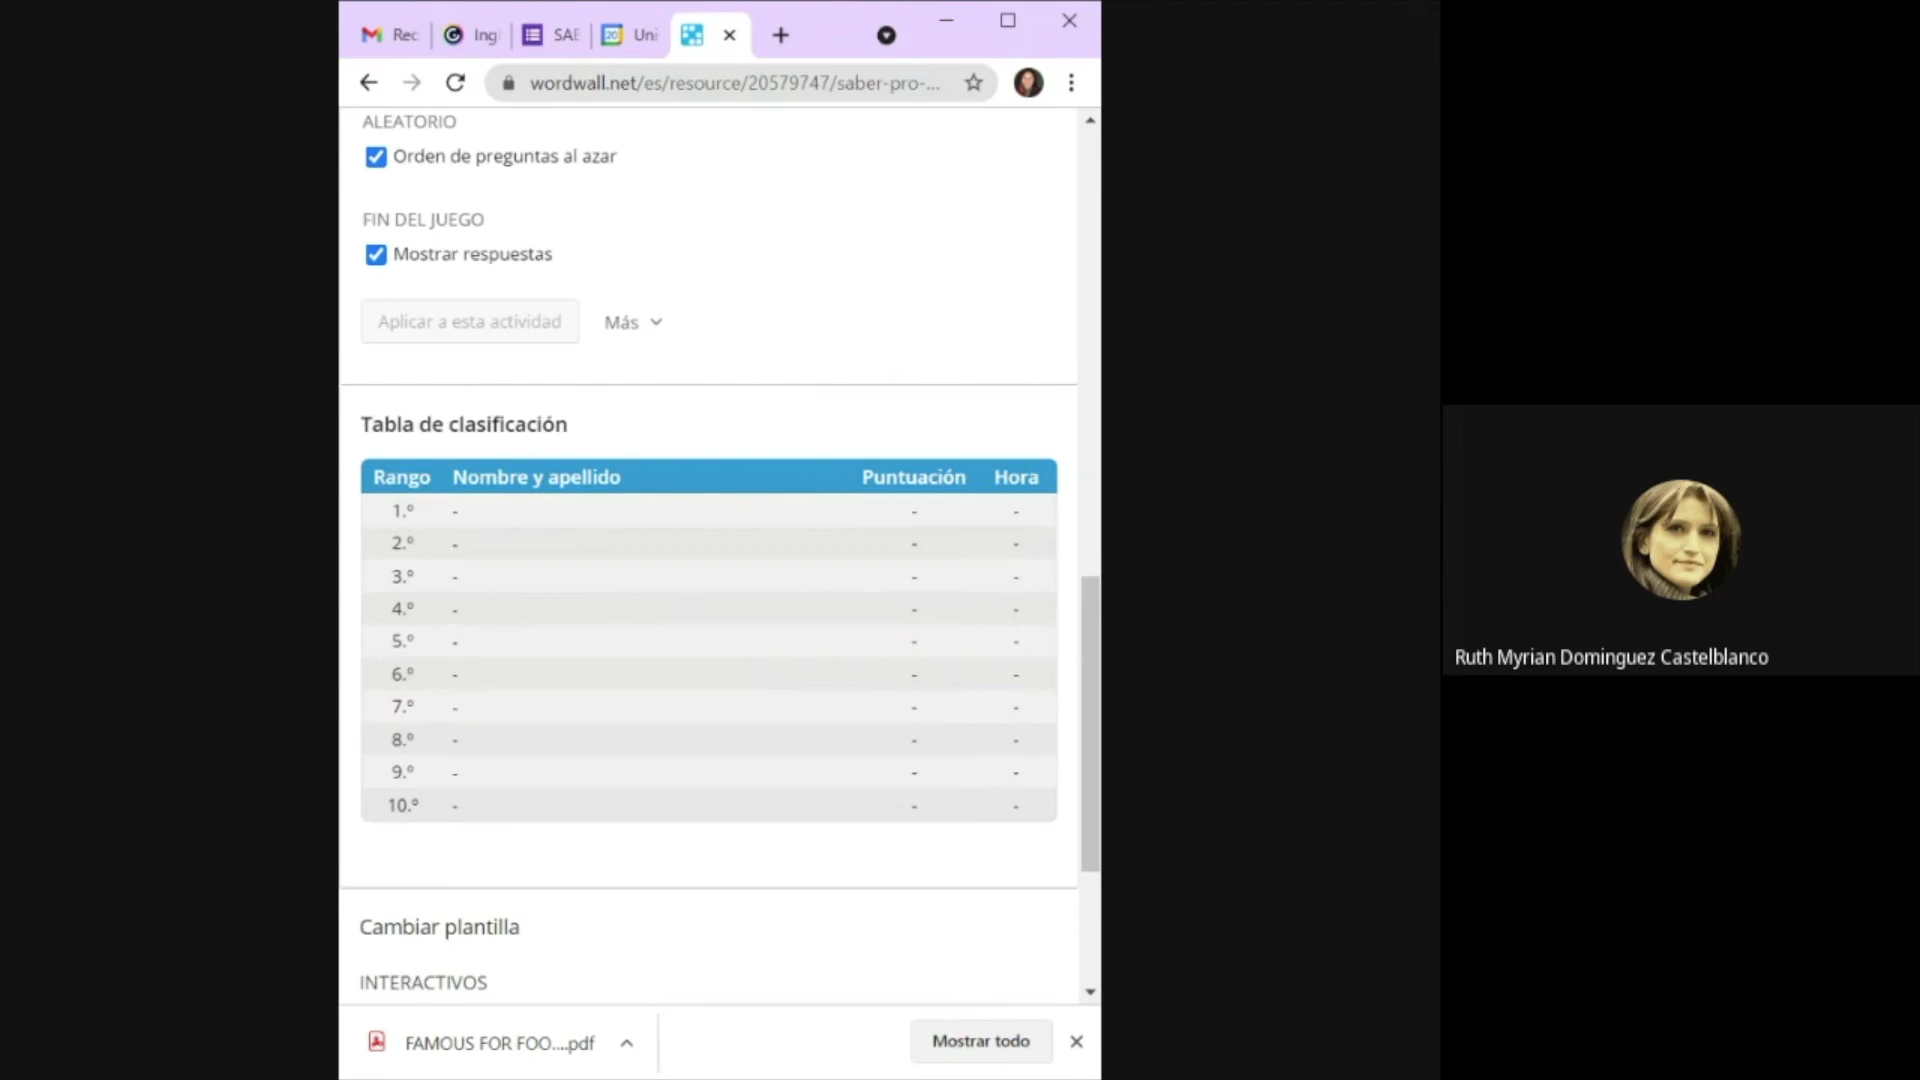 Rec
Ing
SAB
20
Uni
wordwall.net/es/resource/20579747/saber-pro-...
ALEATORIO
Orden de preguntas al azar
FIN DEL JUEGO
Mostrar respuestas
Aplicar a esta actividad
Más
Tabla de clasificación
Rango Nombre y apellido Puntuación Hora
1.º - - -
2.º - - -
3.º - - -
4.º - - -
5.º - - -
6.º - - -
7.º - - -
8.º - - -
9.º - - -
10.º - - -
Cambiar plantilla
INTERACTIVOS
FAMOUS FOR FOO....pdf
Mostrar todo
Ruth Myrian Dominguez Castelblanco